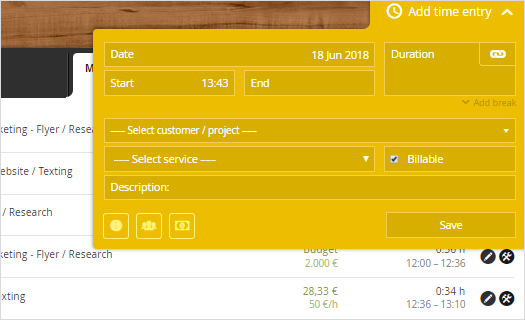 Add time entry
M
Date 18 Jun 2018 Duration
Start 13:43 End
Add break
---- Select customer / project ----
---- Select service ---- Billable
Description:
Save
keting - Flyer / Resea
ebsite / Texting
/ Research
keting - Flyer / Research budget 0:36 h
2.000 € 12:00 – 12:36
xting 28,33 € 0:34 h
50 €/h 12:36 – 13:10